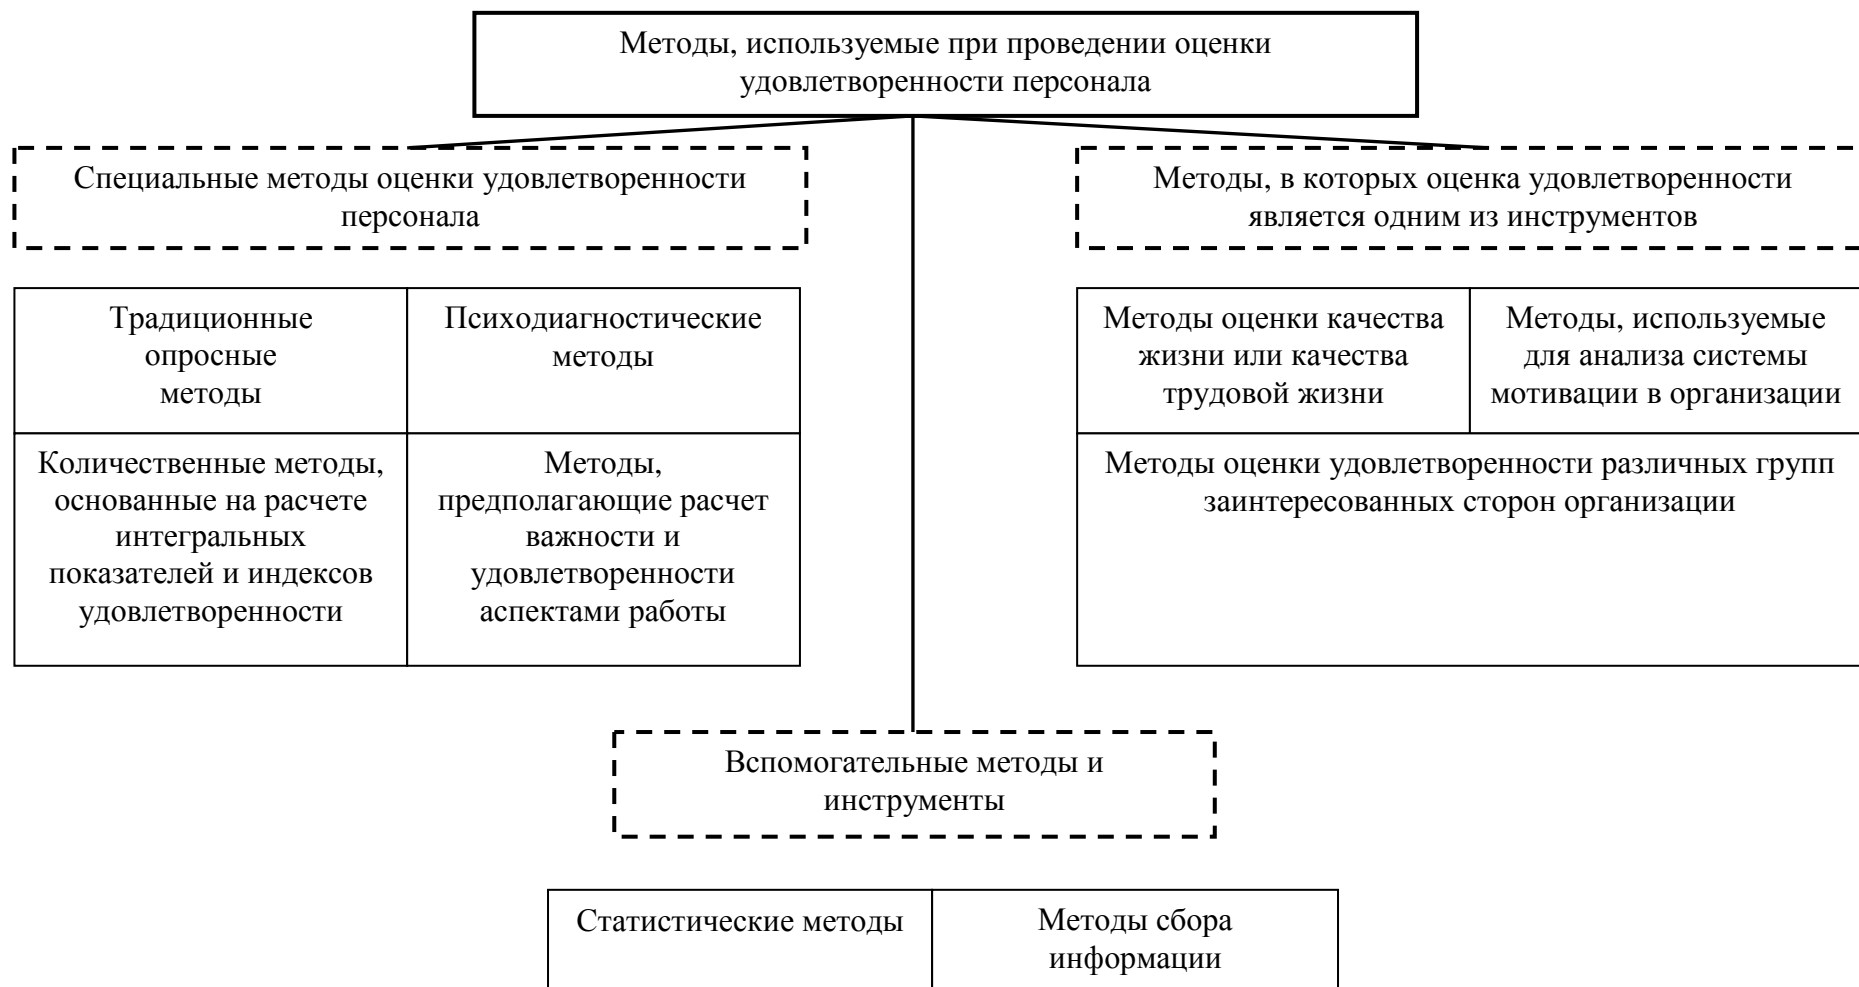 Методы, используемые при проведении оценки
удовлетворенности персонала
Специальные методы оценки удовлетворенности
персонала
Методы, в которых оценка удовлетворенности
является одним из инструментов
Традиционные
опросные
методы
Психодиагностические
методы
Количественные методы,
основанные на расчете
интегральных
показателей и индексов
удовлетворенности
Методы,
предполагающие расчет
важности и
удовлетворенности
аспектами работы
Методы оценки качества
жизни или качества
трудовой жизни
Методы, используемые
для анализа системы
мотивации в организации
Методы оценки удовлетворенности различных групп
заинтересованных сторон организации
Вспомогательные методы и
инструменты
Статистические методы
Методы сбора
информации